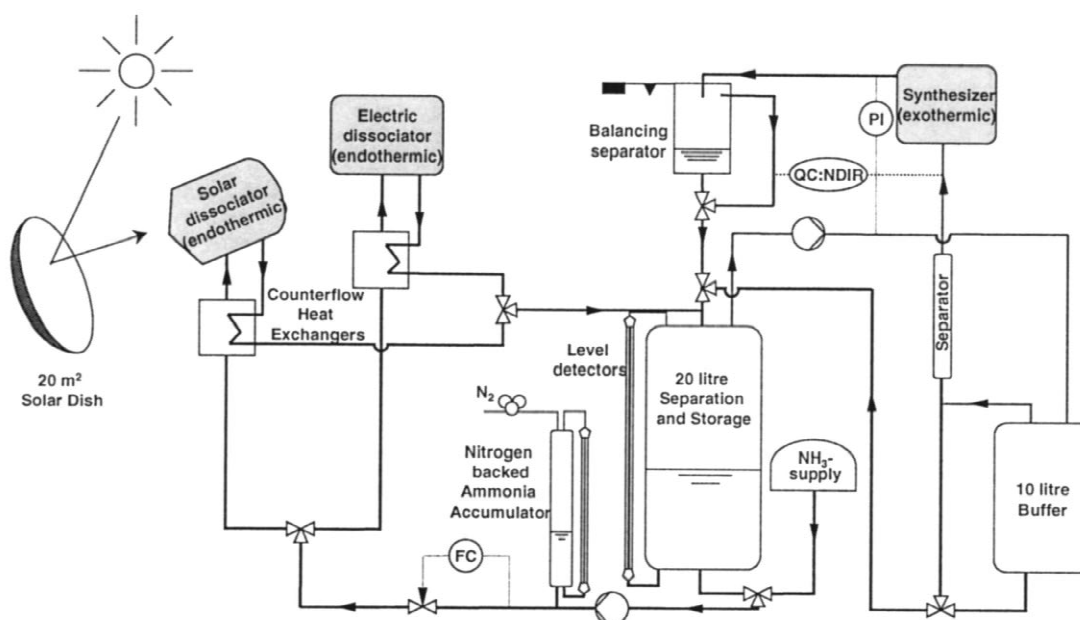 Electric
dissociator
(endothermic)
Solar
dissociator
(endothermic)
Counterflow
Heat
Exchangers
20 m²
Solar Dish
Balancing
separator
Synthesizer
(exothermic)
PI
QC:NDIR
Level
detectors
20 litre
Separation
and Storage
Separator
N₂
Nitrogen
backed
Ammonia
Accumulator
NH₃-
supply
10 litre
Buffer
FC